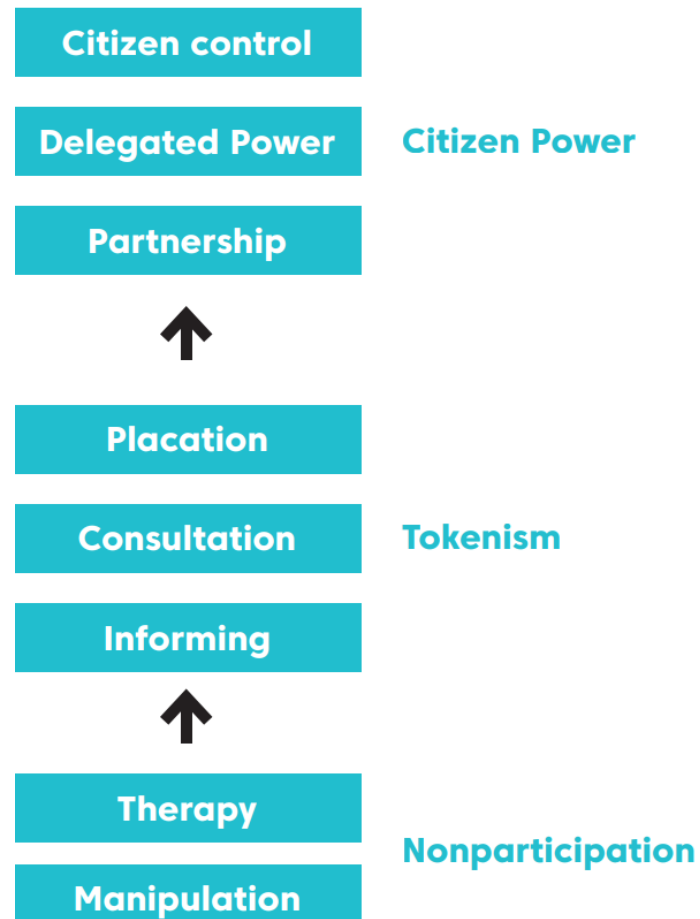 Citizen control
Delegated Power
Citizen Power
Partnership
Placation
Consultation
Tokenism
Informing
Therapy
Nonparticipation
Manipulation